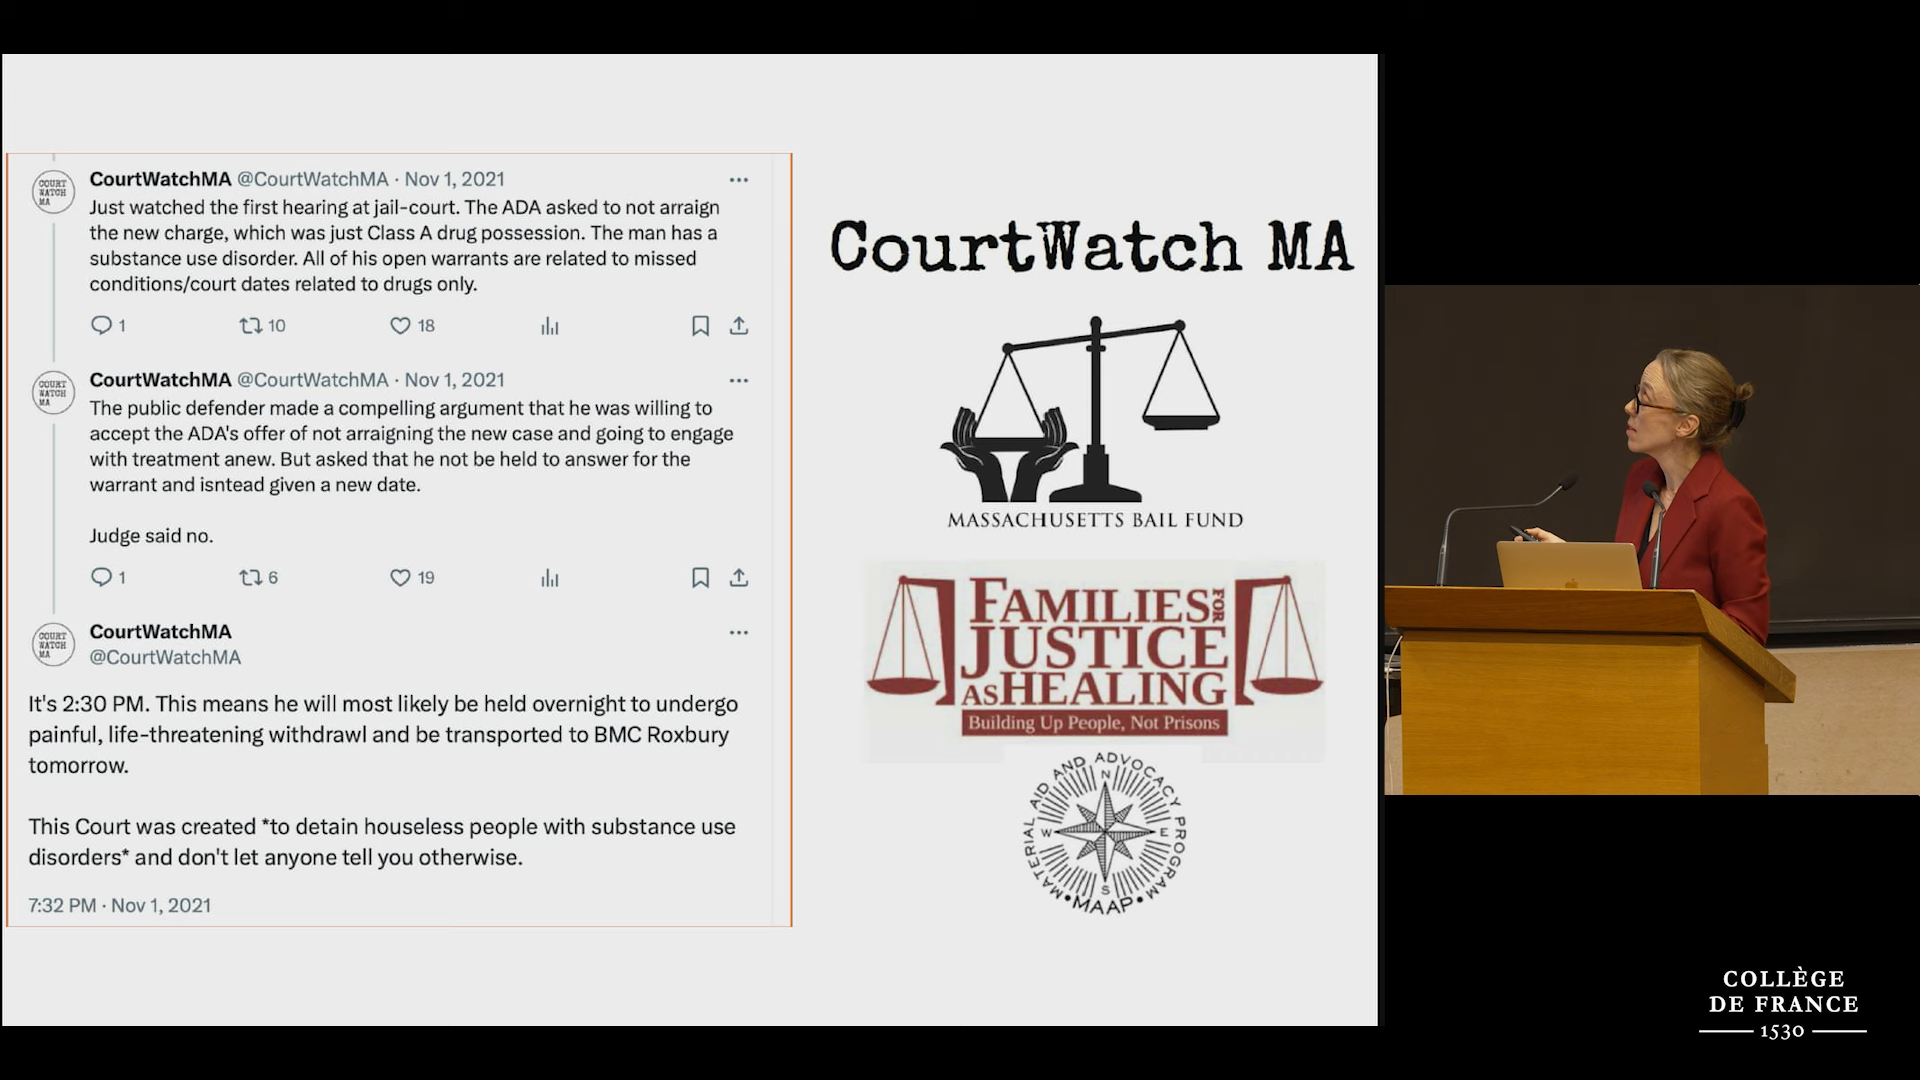 COURT
WATCH
MA
CourtWatchMA @CourtWatchMA · Nov 1, 2021
Just watched the first hearing at jail-court. The ADA asked to not arraign
the new charge, which was just Class A drug possession. The man has a
substance use disorder. All of his open warrants are related to missed
conditions/court dates related to drugs only.
1 10 18
COURT
WATCH
MA
CourtWatchMA @CourtWatchMA · Nov 1, 2021
The public defender made a compelling argument that he was willing to
accept the ADA's offer of not arraigning the new case and going to engage
with treatment anew. But asked that he not be held to answer for the
warrant and isntead given a new date.
Judge said no.
1 6 19
COURT
WATCH
MA
CourtWatchMA
@CourtWatchMA
It's 2:30 PM. This means he will most likely be held overnight to undergo
painful, life-threatening withdrawl and be transported to BMC Roxbury
tomorrow.
This Court was created *to detain houseless people with substance use
disorders* and don't let anyone tell you otherwise.
7:32 PM · Nov 1, 2021
CourtWatch MA
MASSACHUSETTS BAIL FUND
FAMILIES FOR
JUSTICE
AS HEALING
Building Up People, Not Prisons
MATERIAL AID AND ADVOCACY PROGRAM
N
W E
S
•MAAP•
COLLÈGE
DE FRANCE
1530